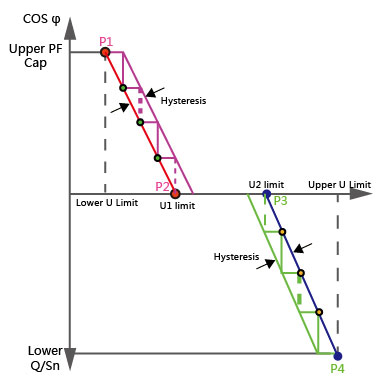 COS φ
Upper PF
Cap
P1
Hysteresis
P2
Lower U Limit
U1 limit
U2 limit
Upper U Limit
P3
Hysteresis
Lower
Q/Sn
P4